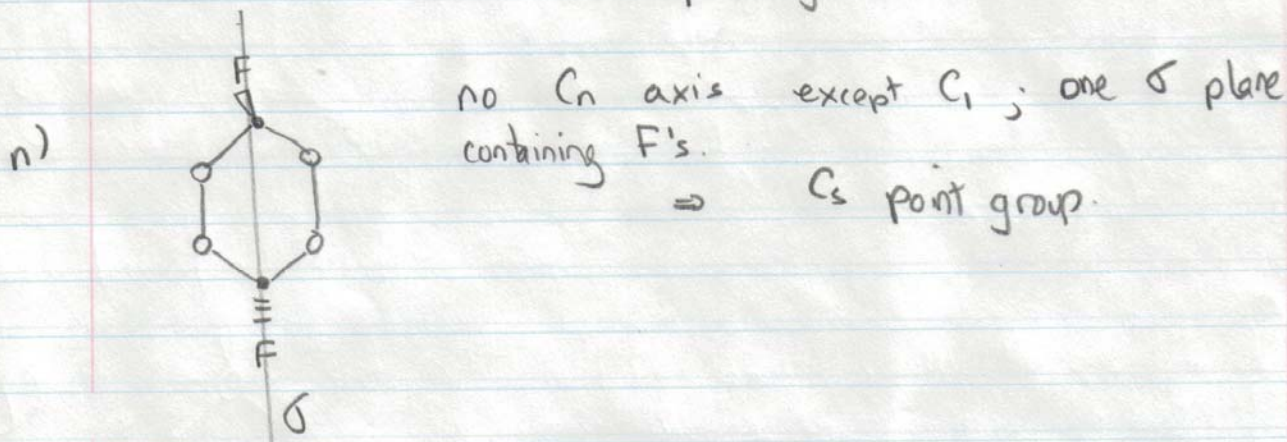 F
no Cn axis except C1 ; one σ plane
n)
containing F's.
⇒ Cs point group.
F
σ